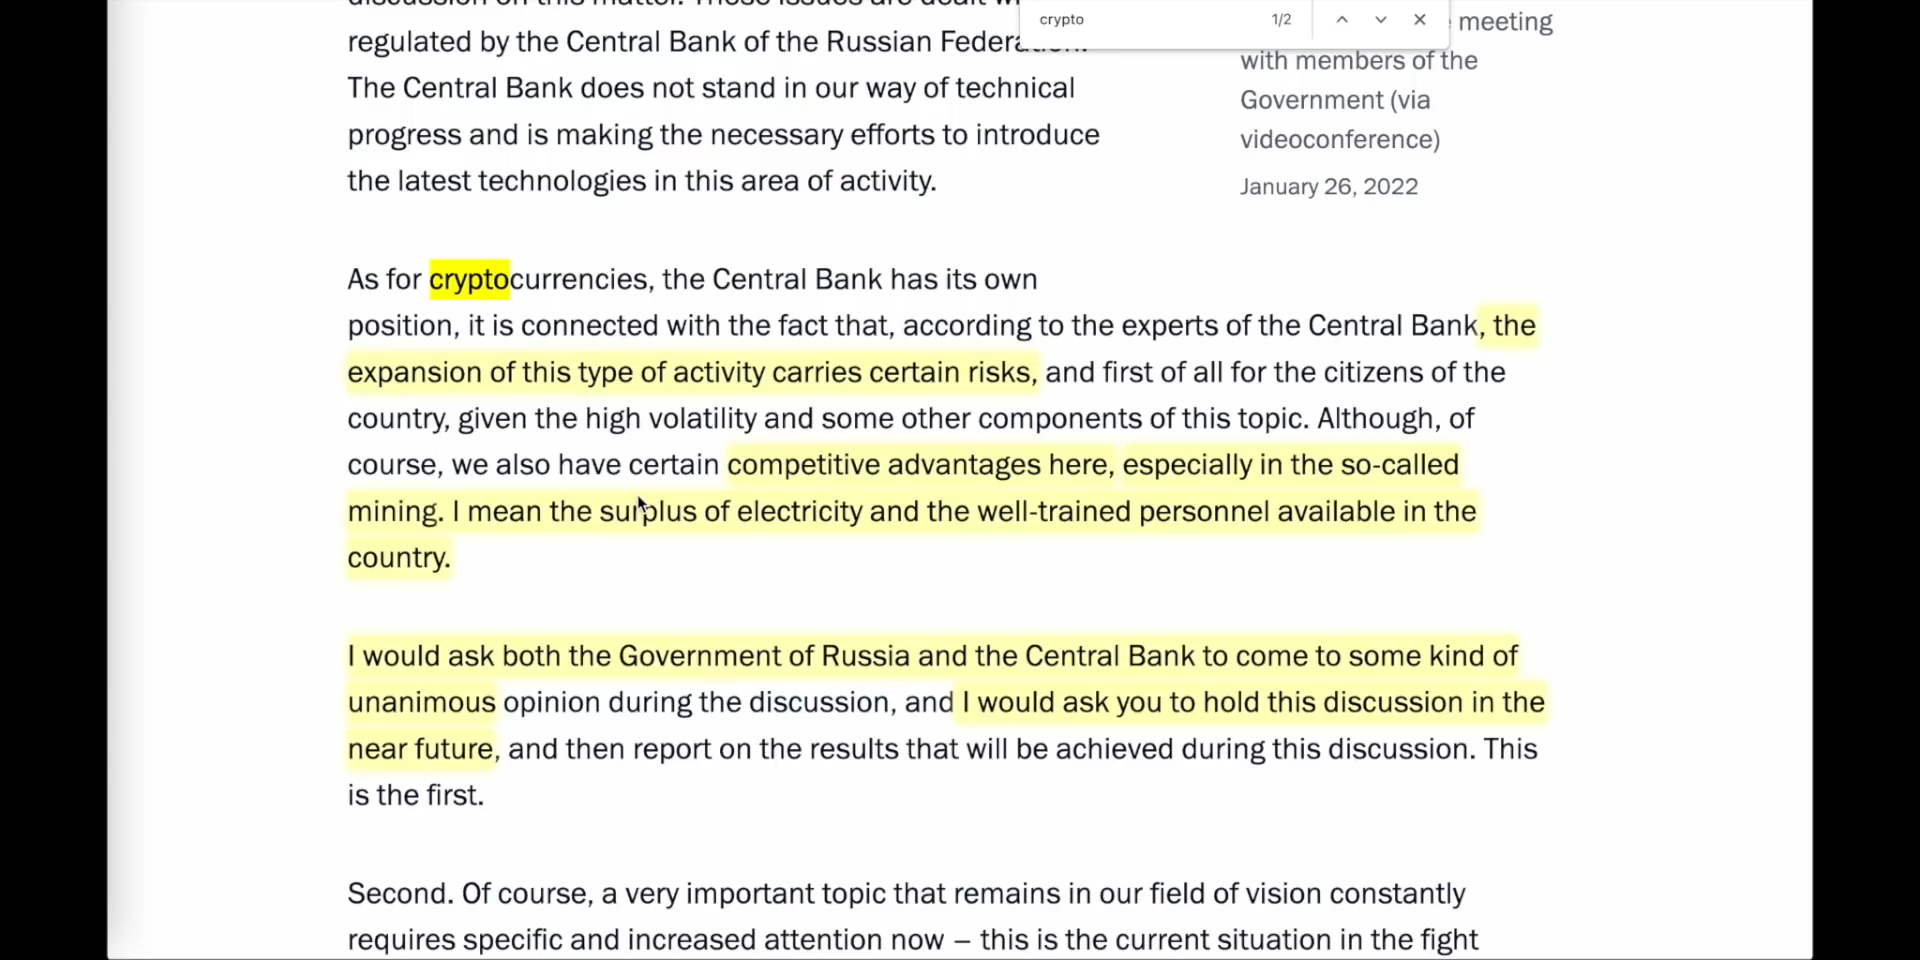 crypto 1/2
regulated by the Central Bank of the Russian
The Central Bank does not stand in our way of technical
progress and is making the necessary efforts to introduce
the latest technologies in this area of activity.
meeting
with members of the
Government (via
videoconference)
January 26, 2022
As for cryptocurrencies, the Central Bank has its own
position, it is connected with the fact that, according to the experts of the Central Bank, the
expansion of this type of activity carries certain risks, and first of all for the citizens of the
country, given the high volatility and some other components of this topic. Although, of
course, we also have certain competitive advantages here, especially in the so-called
mining. I mean the surplus of electricity and the well-trained personnel available in the
country.
I would ask both the Government of Russia and the Central Bank to come to some kind of
unanimous opinion during the discussion, and I would ask you to hold this discussion in the
near future, and then report on the results that will be achieved during this discussion. This
is the first.
Second. Of course, a very important topic that remains in our field of vision constantly
requires specific and increased attention now – this is the current situation in the fight